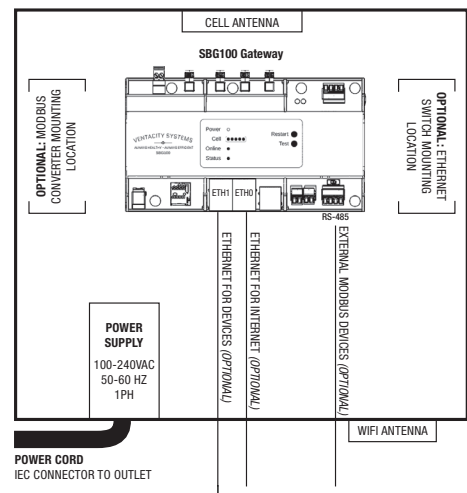 CELL ANTENNA
SBG100 Gateway
OPTIONAL: MODBUS
CONVERTER MOUNTING
LOCATION
OPTIONAL: ETHERNET
SWITCH MOUNTING
LOCATION
VENTACITY SYSTEMS
Power
Cell
Online
Status
Restart
Test
ETH1
ETH0
RS-485
ETHERNET FOR DEVICES (OPTIONAL)
ETHERNET FOR INTERNET (OPTIONAL)
EXTERNAL MODBUS DEVICES (OPTIONAL)
POWER
SUPPLY
100-240VAC
50-60 HZ
1PH
WIFI ANTENNA
POWER CORD
IEC CONNECTOR TO OUTLET